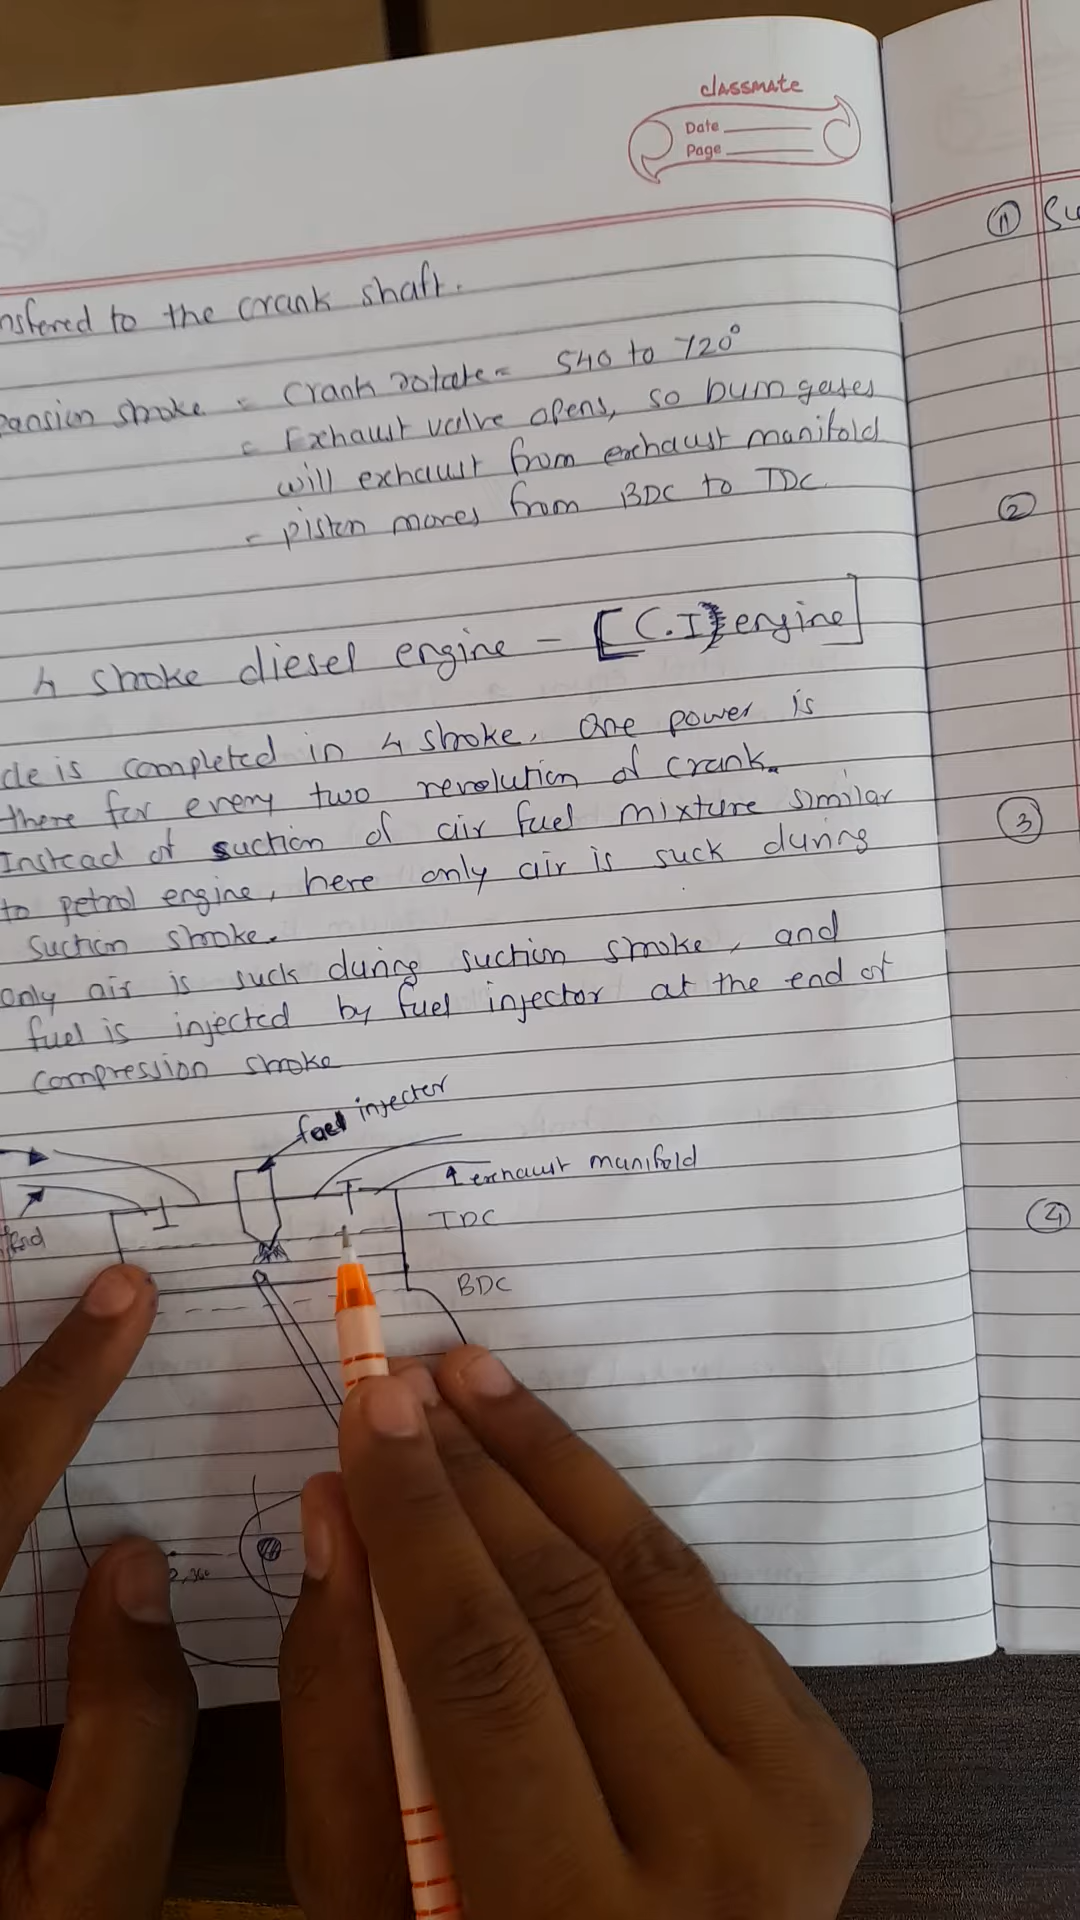 classmate
Date
Page
nsfered to the crank shaft.
pansion stroke = crank rotate = 540 to 720°
= Exhaust valve opens, so burn gases
will exhaust from exhaust manifold
- piston moves from BDC to TDC
4 stroke diesel engine - [C.I engine]
cle is completed in 4 stroke. One power is
there for every two revolution of crank.
Instead of suction of air fuel mixture similar
to petrol engine, here only air is suck during
suction stroke.
Only air is suck during suction stroke, and
fuel is injected by fuel injector at the end of
compression stroke
fuel injector
exhaust manifold
TDC
BDC
1
2
3
4